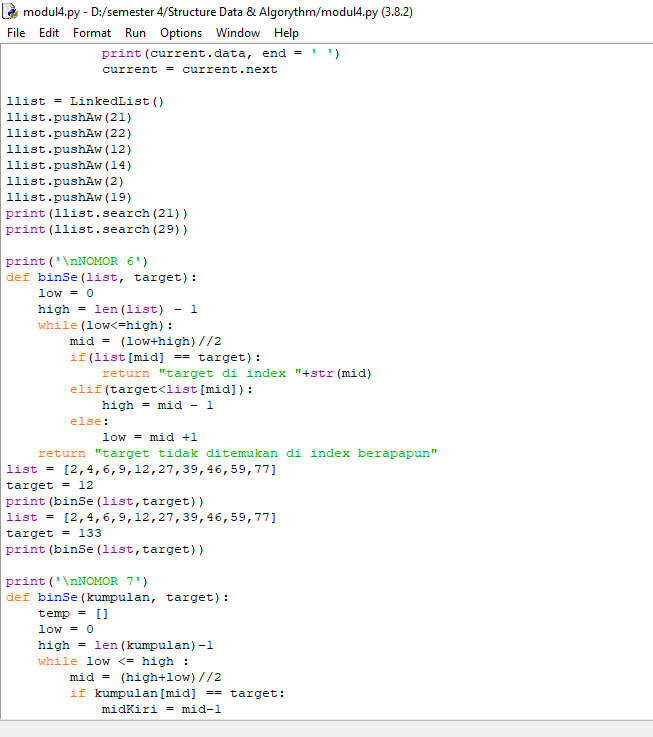 modul4.py - D:/semester 4/Structure Data & Algorythm/modul4.py (3.8.2)
File Edit Format Run Options Window Help
            print(current.data, end = ' ')
            current = current.next

llist = LinkedList()
llist.pushAw(21)
llist.pushAw(22)
llist.pushAw(12)
llist.pushAw(14)
llist.pushAw(2)
llist.pushAw(19)
print(llist.search(21))
print(llist.search(29))

print('\nNOMOR 6')
def binSe(list, target):
    low = 0
    high = len(list) - 1
    while(low<=high):
        mid = (low+high)//2
        if(list[mid] == target):
            return "target di index "+str(mid)
        elif(target<list[mid]):
            high = mid - 1
        else:
            low = mid +1
    return "target tidak ditemukan di index berapapun"
list = [2,4,6,9,12,27,39,46,59,77]
target = 12
print(binSe(list,target))
list = [2,4,6,9,12,27,39,46,59,77]
target = 133
print(binSe(list,target))

print('\nNOMOR 7')
def binSe(kumpulan, target):
    temp = []
    low = 0
    high = len(kumpulan)-1
    while low <= high :
        mid = (high+low)//2
        if kumpulan[mid] == target:
            midKiri = mid-1